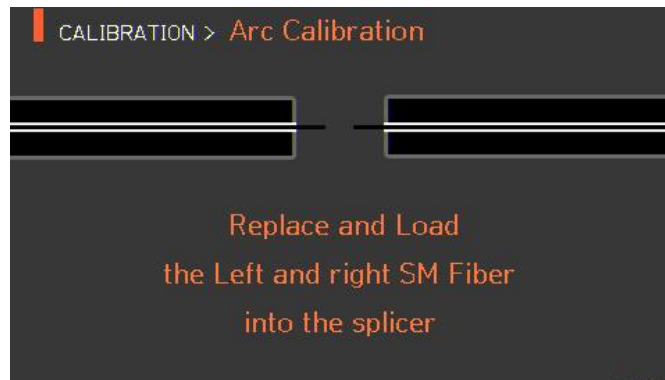 CALIBRATION > Arc Calibration
Replace and Load
the Left and right SM Fiber
into the splicer